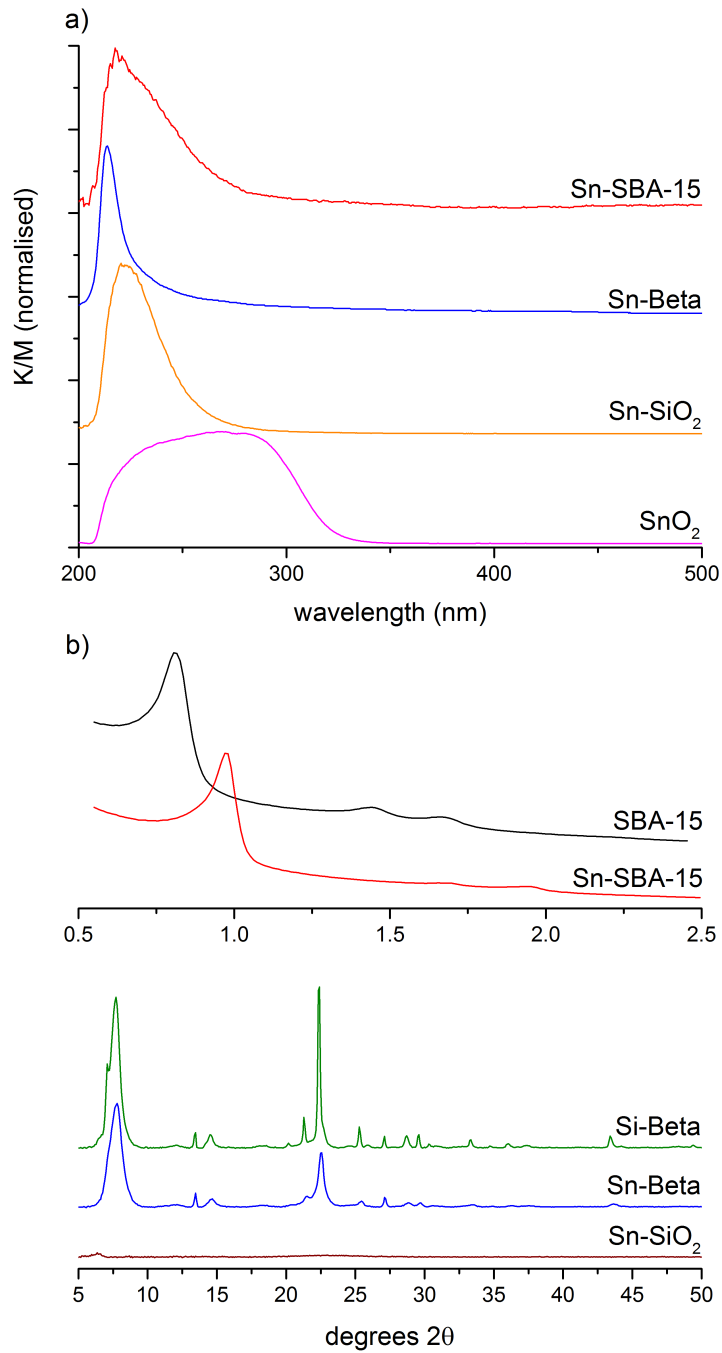 a)
K/M (normalised)
Sn-SBA-15
Sn-Beta
Sn-SiO₂
SnO₂
200 300 400 500
wavelength (nm)
b)
SBA-15
Sn-SBA-15
0.5 1.0 1.5 2.0 2.5
Si-Beta
Sn-Beta
Sn-SiO₂
5 10 15 20 25 30 35 40 45 50
degrees 2θ